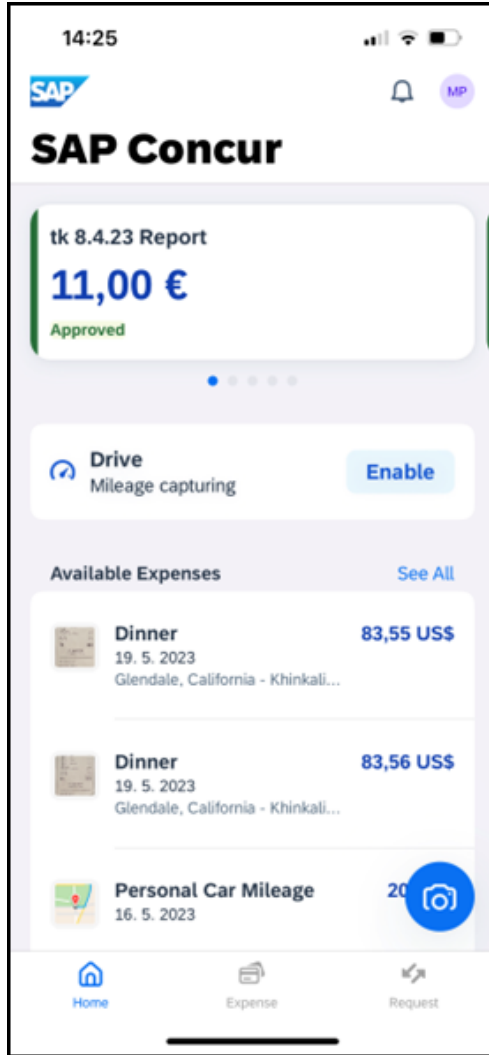 14:25
SAP
MP
SAP Concur
tk 8.4.23 Report
11,00 €
Approved
Drive
Mileage capturing
Enable
Available Expenses
See All
Dinner
83,55 US$
19. 5. 2023
Glendale, California - Khinkali...
Dinner
83,56 US$
19. 5. 2023
Glendale, California - Khinkali...
Personal Car Mileage
20
16. 5. 2023
Home
Expense
Request